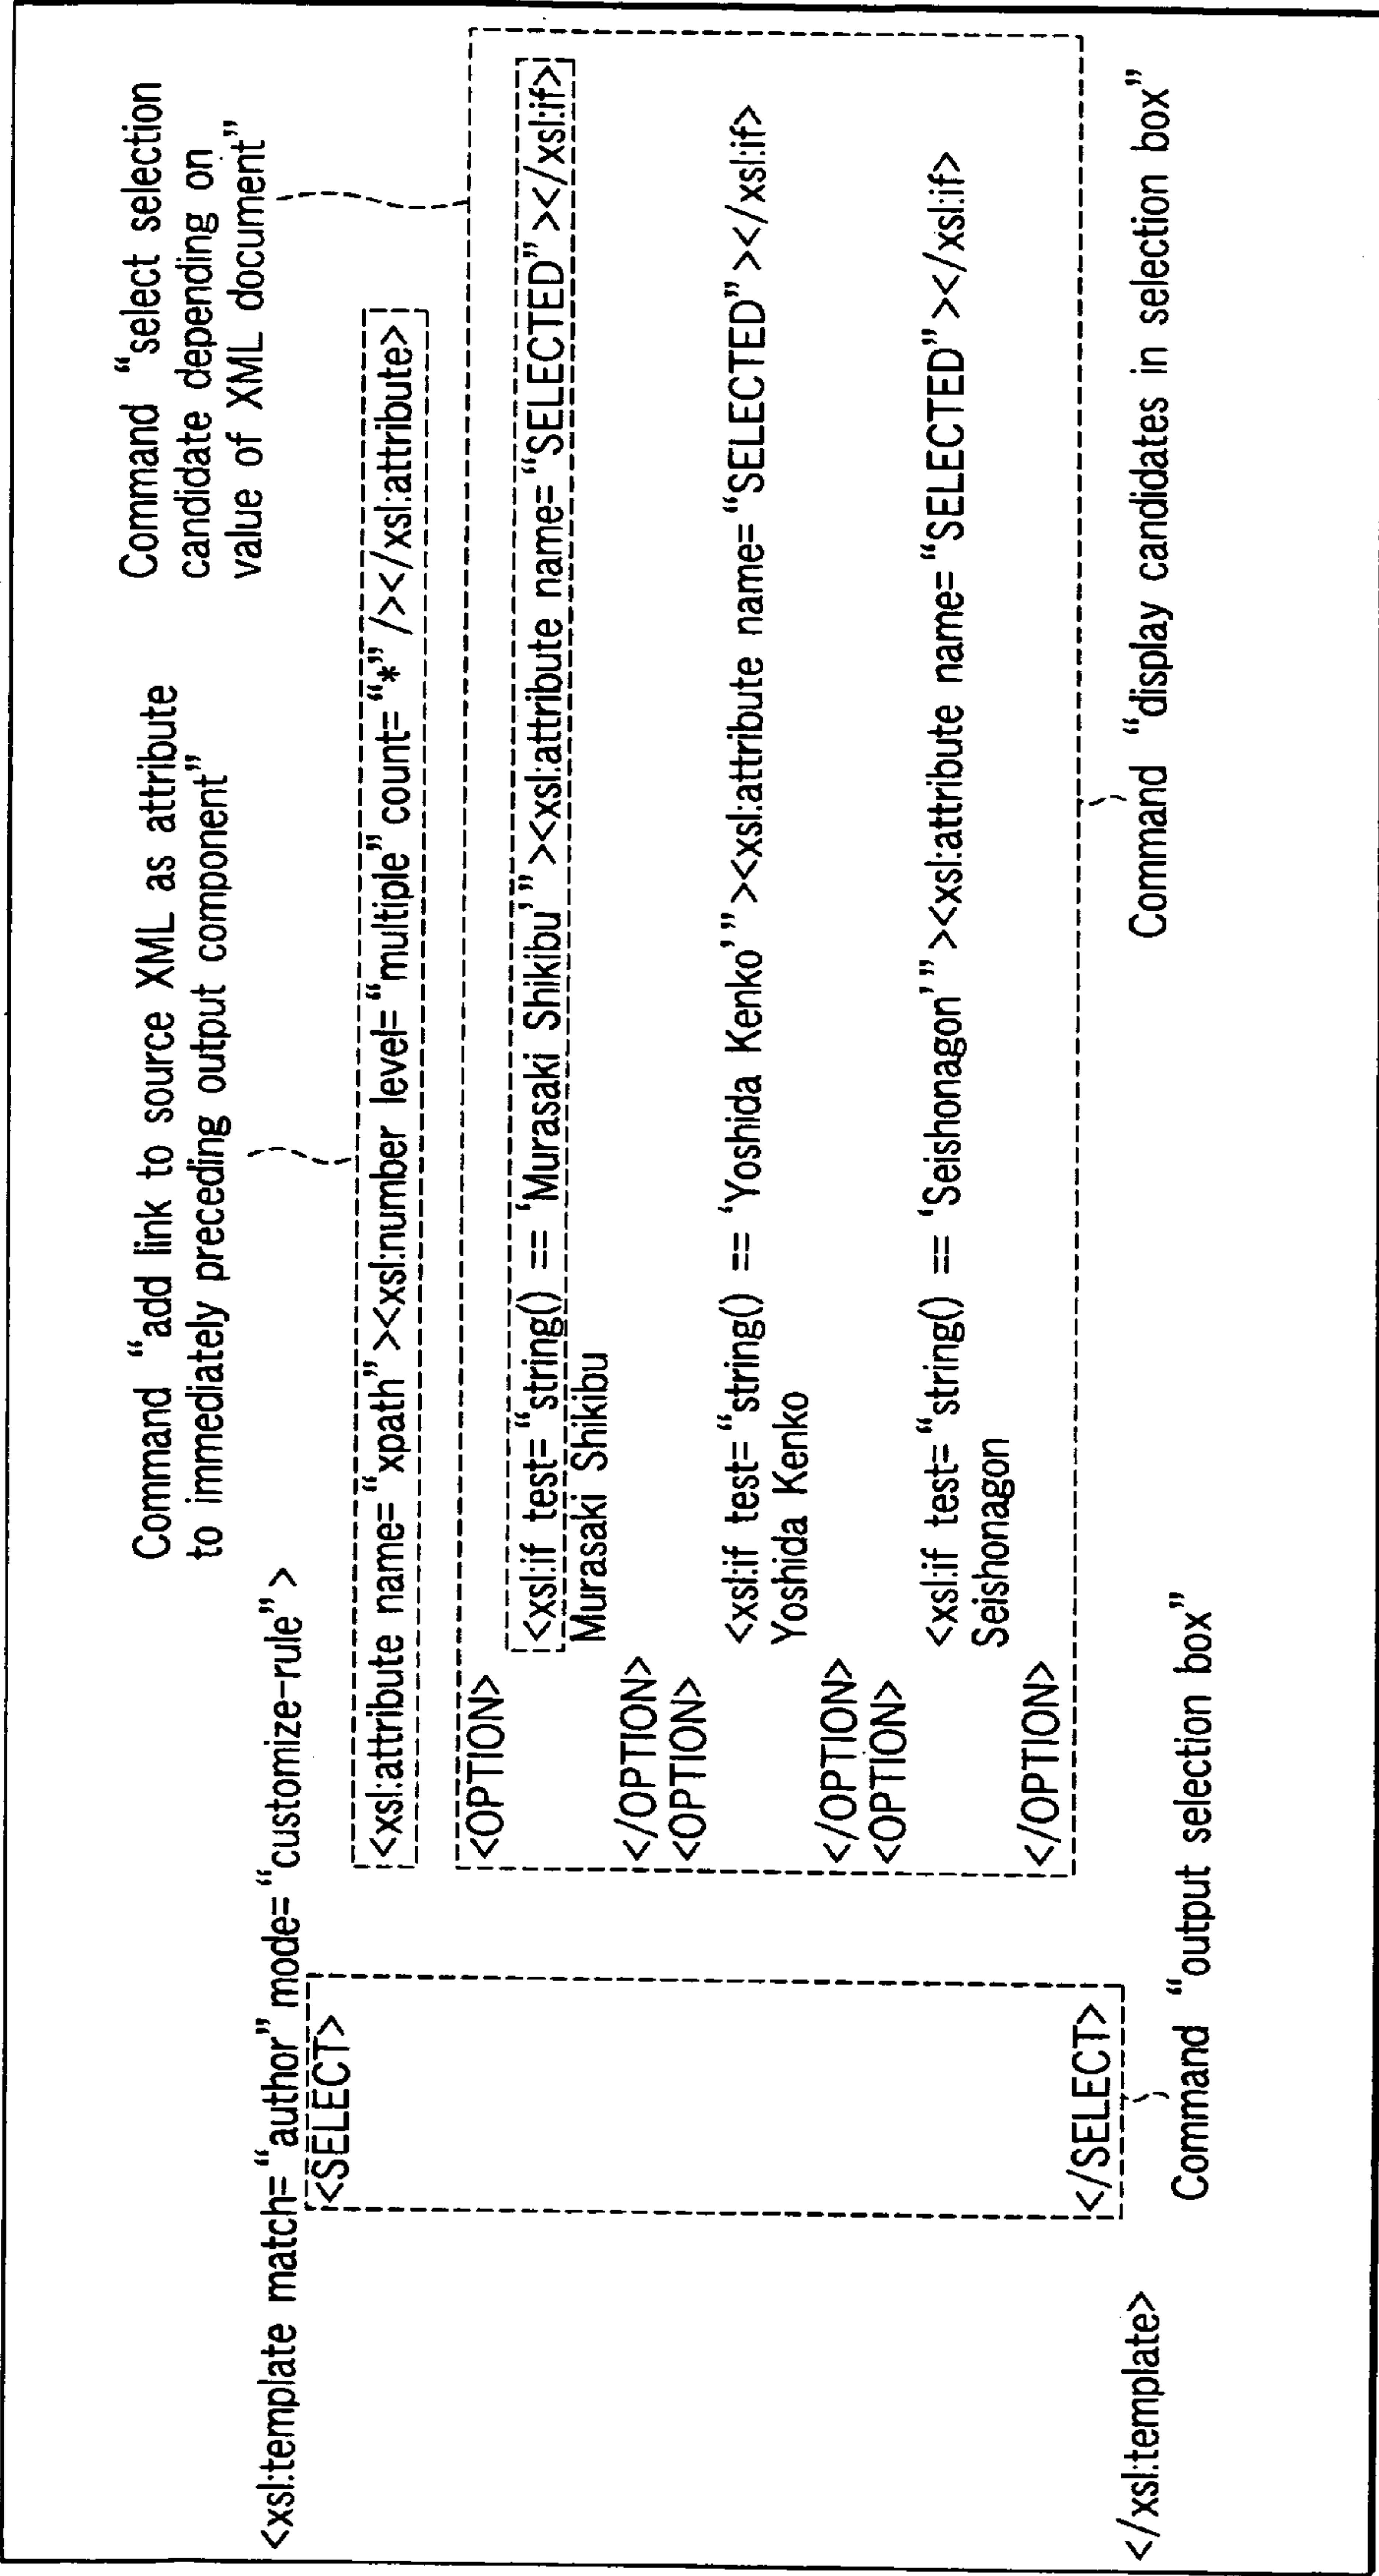 Command “add link to source XML as attribute
to immediately preceding output component”
Command “select selection
candidate depending on
value of XML document”
<xsl:template match=“author” mode=“customize-rule” >
<SELECT>
<xsl:attribute name=“xpath” ><xsl:number level=“multiple” count=“*” /></xsl:attribute>
<OPTION>
<xsl:if test=“string() == ‘Murasaki Shikibu’ ” ><xsl:attribute name=“SELECTED” ></xsl:if>
Murasaki Shikibu
</OPTION>
<OPTION>
<xsl:if test=“string() == ‘Yoshida Kenko’ ” ><xsl:attribute name=“SELECTED” ></xsl:if>
Yoshida Kenko
</OPTION>
<OPTION>
<xsl:if test=“string() == ‘Seishonagon’ ” ><xsl:attribute name=“SELECTED” ></xsl:if>
Seishonagon
</OPTION>
</SELECT>
</xsl:template>
Command “output selection box”
Command “display candidates in selection box”